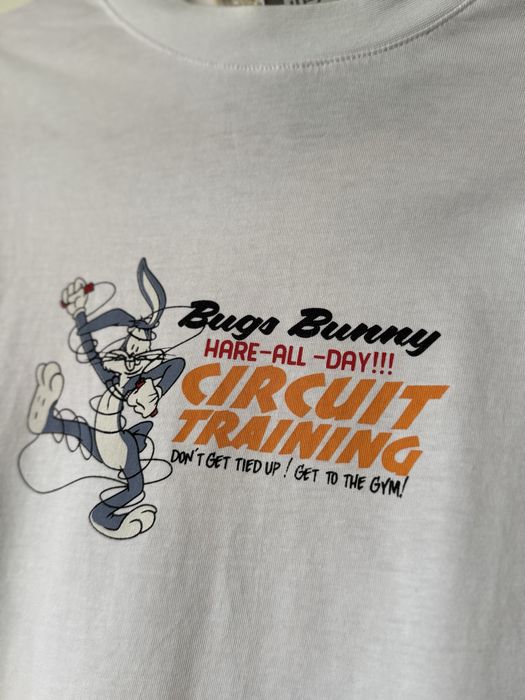 Bugs Bunny
HARE-ALL-DAY!!!
CIRCUIT
TRAINING
DON'T GET TIED UP! GET TO THE GYM!